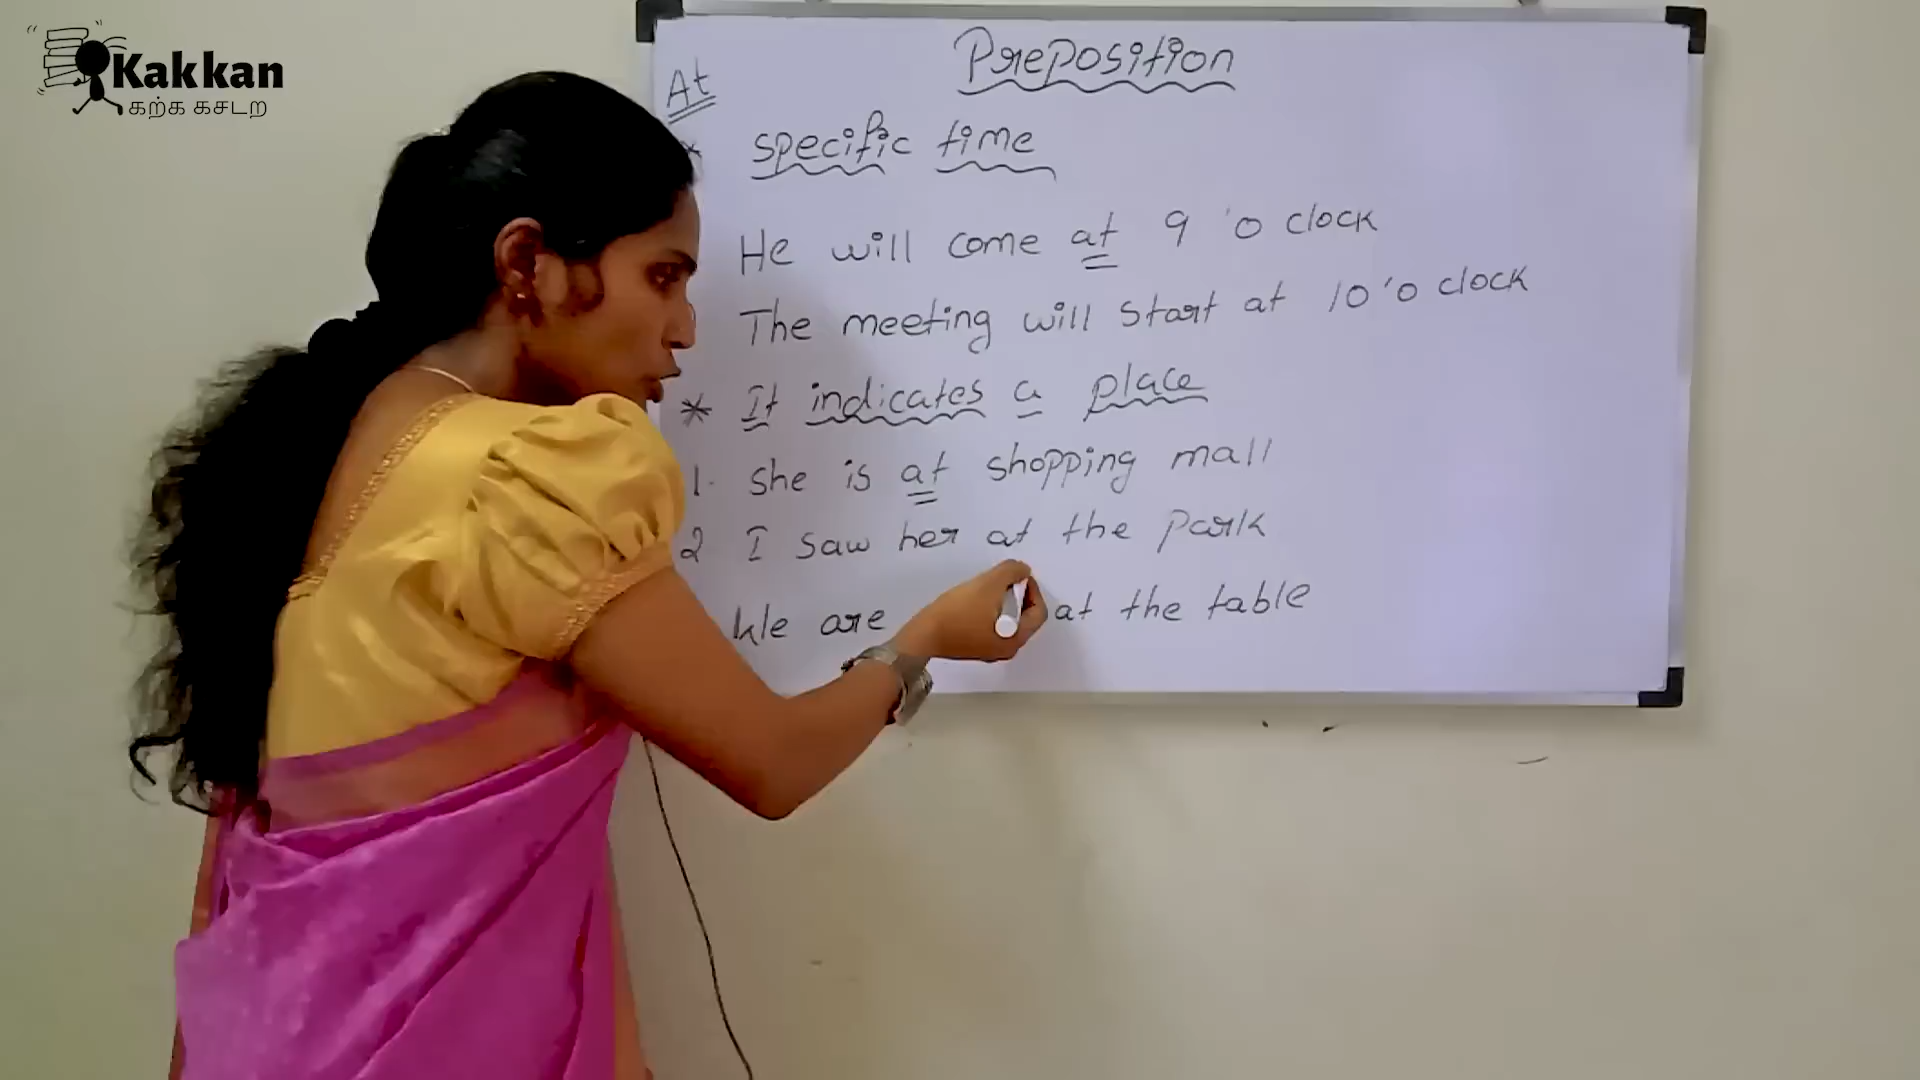 Kakkan
கற்க கசடற
Preposition
At
* specific time
He will come at 9 'o clock
The meeting will start at 10 'o clock
* It indicates a place
1. she is at shopping mall
2 I saw her at the park
We are at the table